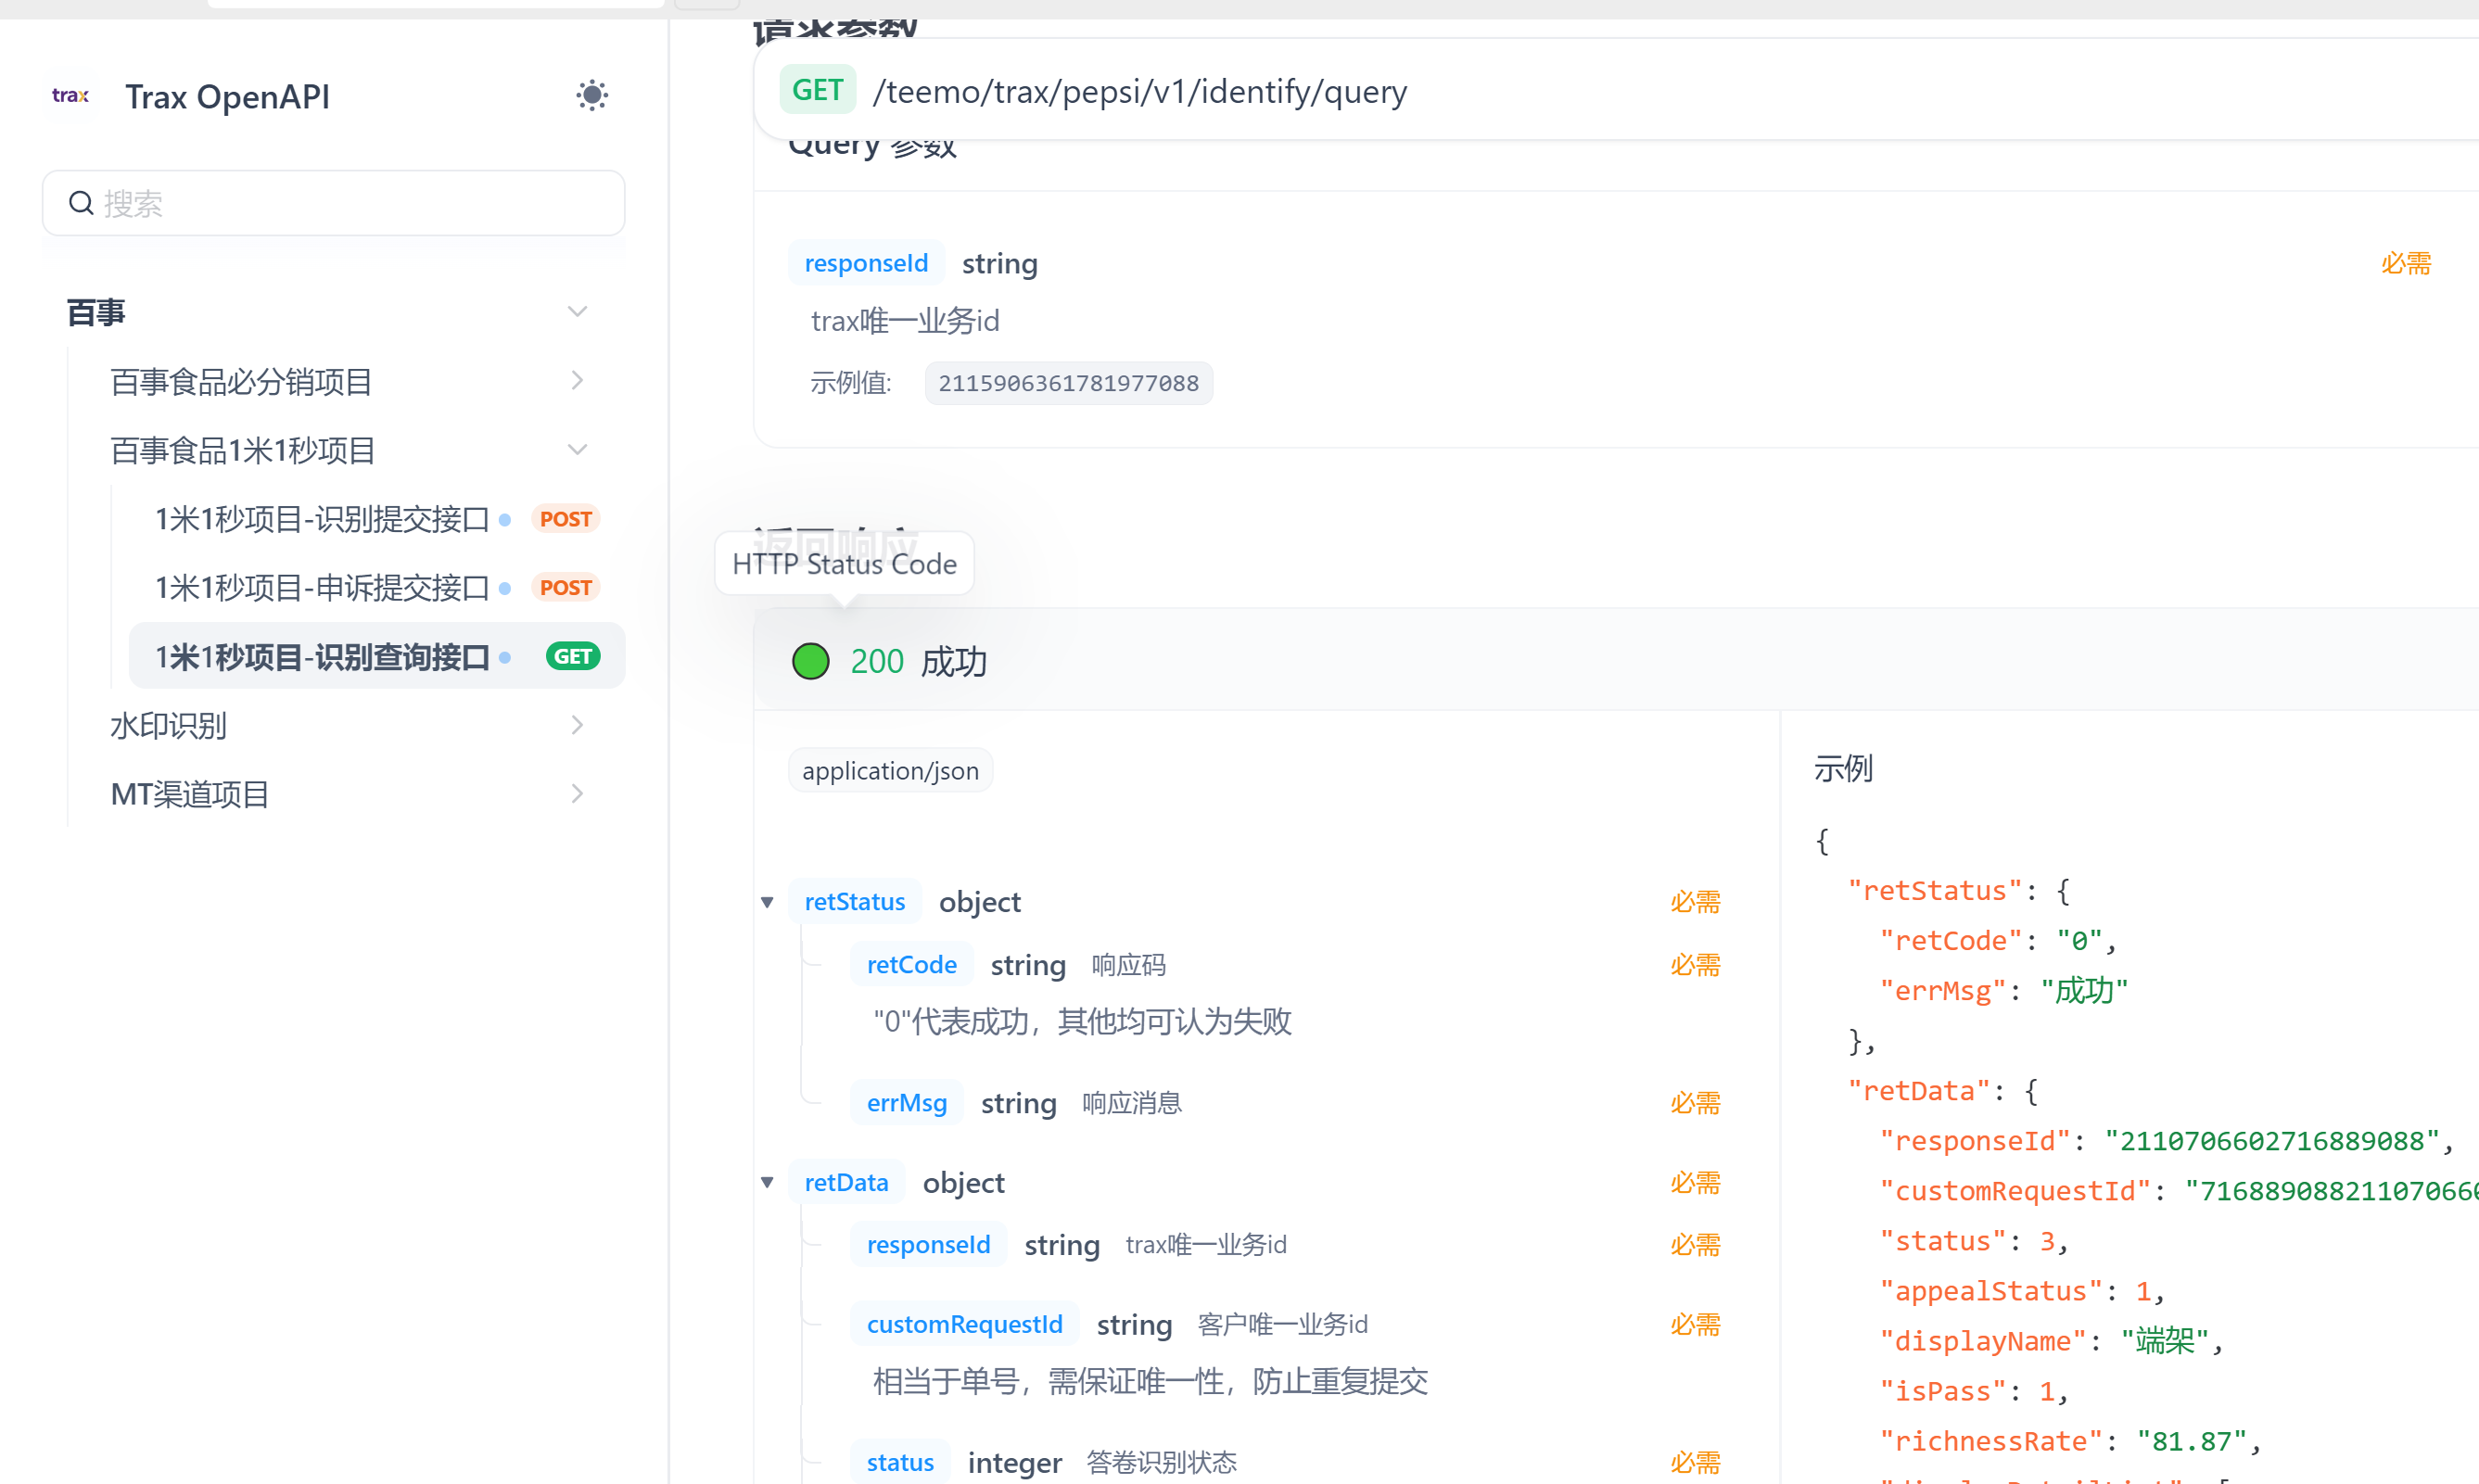 trax
Trax OpenAPI
搜索
百事
百事食品必分销项目
百事食品1米1秒项目
1米1秒项目-识别提交接口 POST
1米1秒项目-申诉提交接口 POST
1米1秒项目-识别查询接口 GET
水印识别
MT渠道项目
请求参数
GET /teemo/trax/pepsi/v1/identify/query
Query 参数
responseId string 必需
trax唯一业务id
示例值: 2115906361781977088
返回响应
HTTP Status Code
200 成功
application/json
retStatus object 必需
retCode string 响应码 必需
"0"代表成功，其他均可认为失败
errMsg string 响应消息 必需
retData object 必需
responseId string trax唯一业务id 必需
customRequestId string 客户唯一业务id 必需
相当于单号，需保证唯一性，防止重复提交
status integer 答卷识别状态 必需
示例
{
"retStatus": {
"retCode": "0",
"errMsg": "成功"
},
"retData": {
"responseId": "2110706602716889088",
"customRequestId": "71688908821107066
"status": 3,
"appealStatus": 1,
"displayName": "端架",
"isPass": 1,
"richnessRate": "81.87",